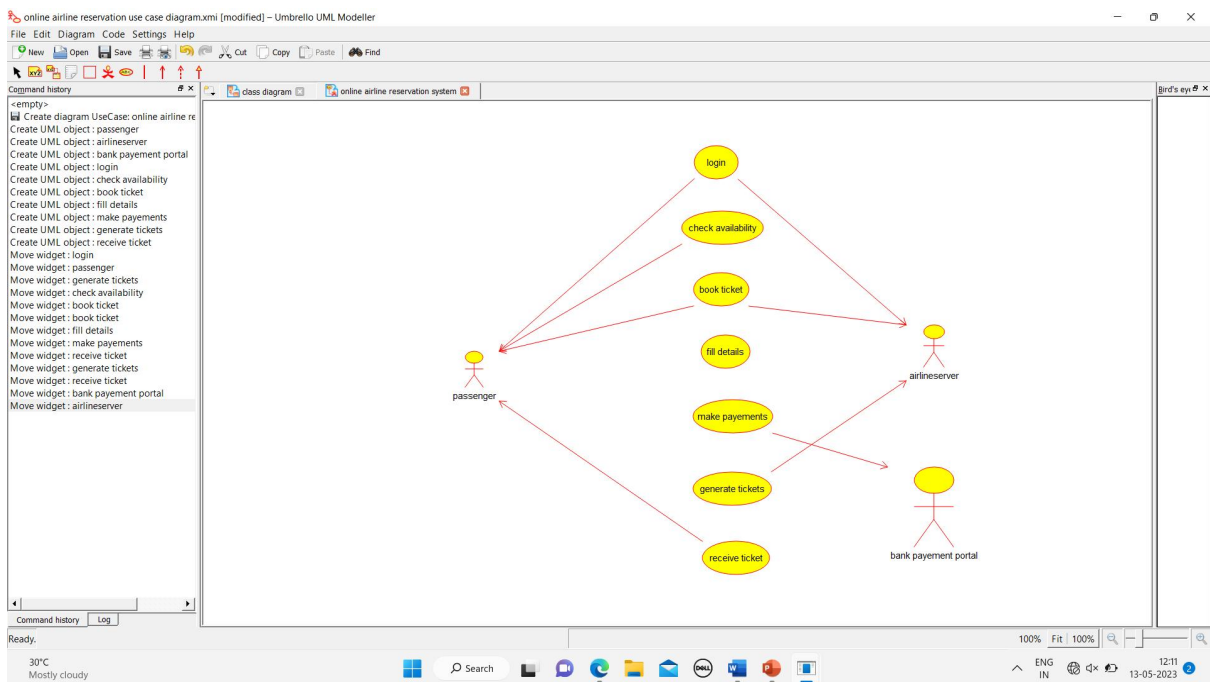 online airline reservation use case diagram.xmi [modified] – Umbrello UML Modeller
File Edit Diagram Code Settings Help
New Open Save Cut Copy Paste Find
Command history
class diagram
online airline reservation system
Bird's eye
<empty>
Create diagram UseCase: online airline re
Create UML object : passenger
Create UML object : airlineserver
Create UML object : bank payement portal
Create UML object : login
Create UML object : check availability
Create UML object : book ticket
Create UML object : fill details
Create UML object : make payements
Create UML object : generate tickets
Create UML object : receive ticket
Move widget : login
Move widget : passenger
Move widget : generate tickets
Move widget : check availability
Move widget : book ticket
Move widget : book ticket
Move widget : fill details
Move widget : make payements
Move widget : receive ticket
Move widget : generate tickets
Move widget : receive ticket
Move widget : bank payement portal
Move widget : airlineserver
login
check availability
book ticket
fill details
airlineserver
passenger
make payements
generate tickets
bank payement portal
receive ticket
Command history Log
Ready.
100% Fit 100%
30°C
Mostly cloudy
Search
DELL
ENG
IN
12:11
13-05-2023
2